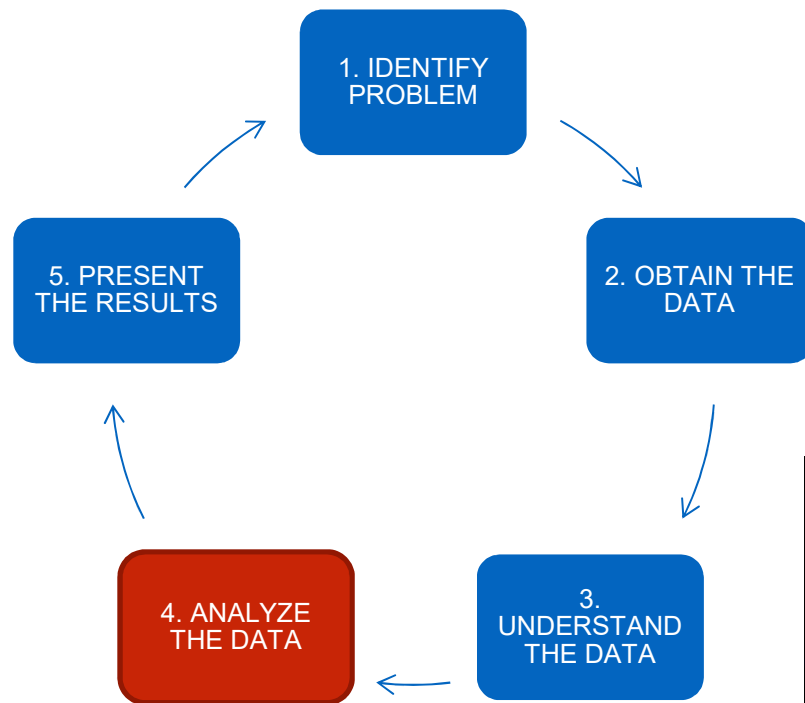 1. IDENTIFY
PROBLEM
2. OBTAIN THE
DATA
3.
UNDERSTAND
THE DATA
4. ANALYZE
THE DATA
5. PRESENT
THE RESULTS